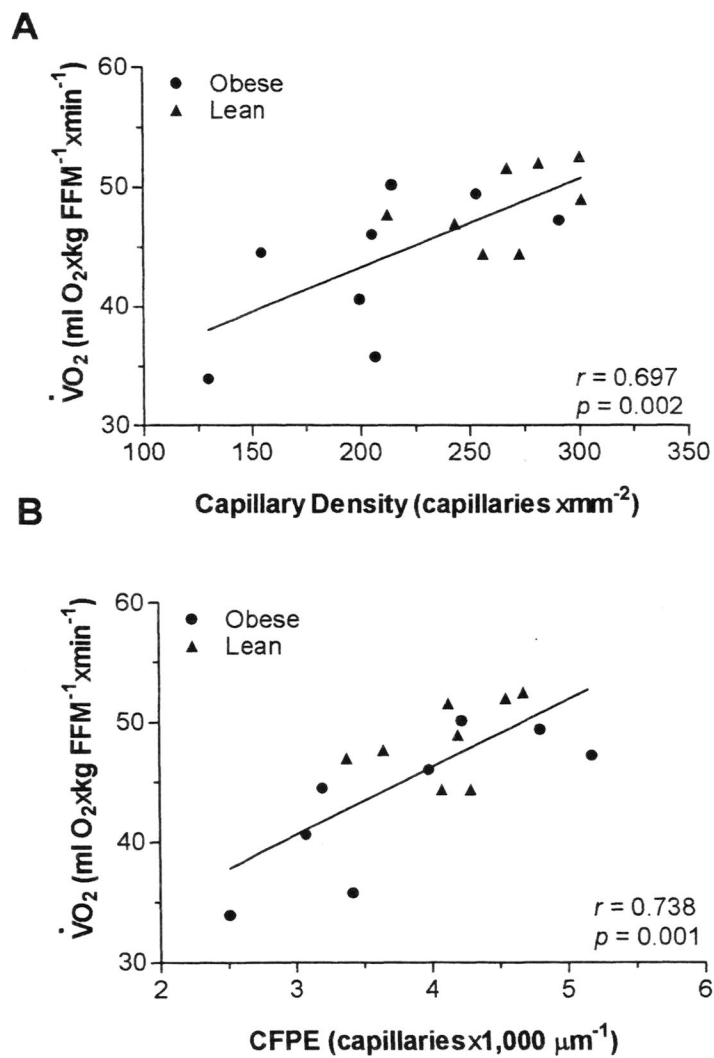 A
V̇O₂ (ml O₂xkg FFM⁻¹xmin⁻¹)
60
50
40
30
● Obese
▲ Lean
r = 0.697
p = 0.002
100 150 200 250 300 350
Capillary Density (capillaries xmm⁻²)
B
V̇O₂ (ml O₂xkg FFM⁻¹xmin⁻¹)
60
50
40
30
● Obese
▲ Lean
r = 0.738
p = 0.001
2 3 4 5 6
CFPE (capillaries x1,000 µm⁻¹)